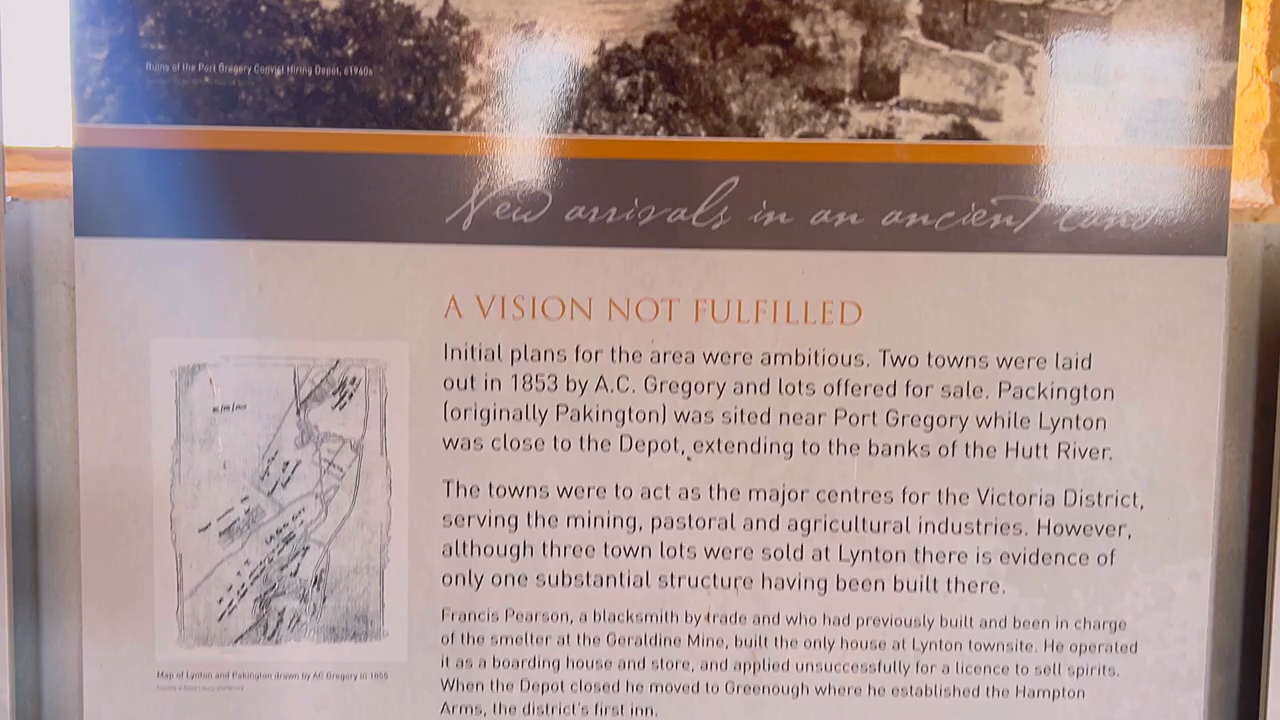 Ruins of the Port Gregory Convict Hiring Depot, c1940s
New arrivals in an ancient land
A VISION NOT FULFILLED
Initial plans for the area were ambitious. Two towns were laid
out in 1853 by A.C. Gregory and lots offered for sale. Packington
(originally Pakington) was sited near Port Gregory while Lynton
was close to the Depot, extending to the banks of the Hutt River.
The towns were to act as the major centres for the Victoria District,
serving the mining, pastoral and agricultural industries. However,
although three town lots were sold at Lynton there is evidence of
only one substantial structure having been built there.
Francis Pearson, a blacksmith by trade and who had previously built and been in charge
of the smelter at the Geraldine Mine, built the only house at Lynton townsite. He operated
it as a boarding house and store, and applied unsuccessfully for a licence to sell spirits.
When the Depot closed he moved to Greenough where he established the Hampton
Arms, the district's first inn.
Map of Lynton and Pakington drawn by AC Gregory in